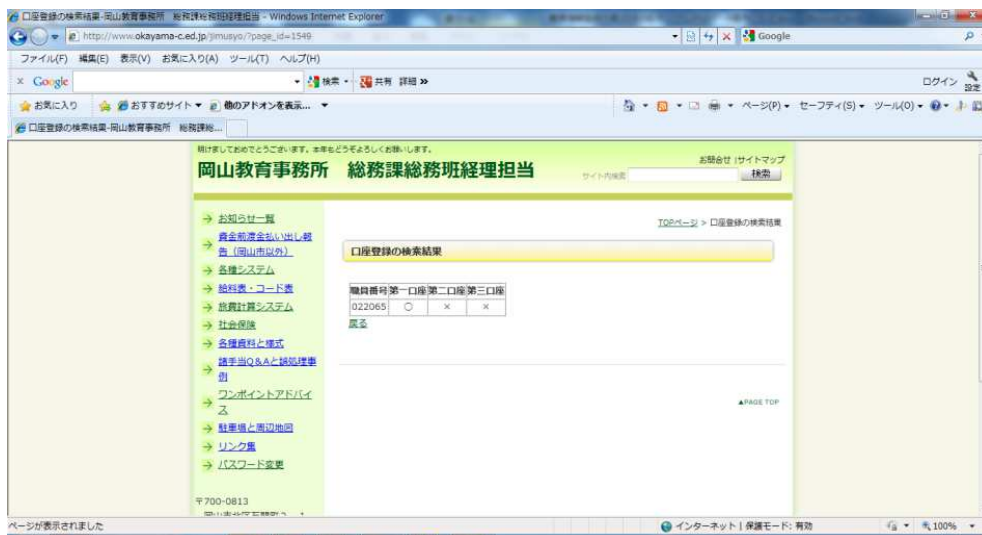 口座登録の検索結果-岡山教育事務所 総務課総務班経理担当 - Windows Internet Explorer
http://www.okayama-c.ed.jp/jimusyo/?page_id=1549
Google
ファイル(F) 編集(E) 表示(V) お気に入り(A) ツール(T) ヘルプ(H)
x Google 検索 共有 詳細 >> ログイン 設定
お気に入り おすすめサイト 他のアドオンを表示... ページ(P) セーフティ(S) ツール(O)
口座登録の検索結果-岡山教育事務所 総務課総...
明けましておめでとうございます。本年もどうぞよろしくお願いします。
岡山教育事務所 総務課総務班経理担当
お問合せ |サイトマップ
サイト内検索 検索
お知らせ一覧
資金前渡金払い出し報
告（岡山市以外）
各種システム
給料表・コード表
旅費計算システム
社会保険
各種資料と様式
諸手当Q&Aと誤処理事
例
ワンポイントアドバイ
ス
駐車場と周辺地図
リンク集
パスワード変更
〒700-0813
TOPページ > 口座登録の検索結果
口座登録の検索結果
職員番号 第一口座 第二口座 第三口座
022065 ○ × ×
戻る
▲PAGE TOP
ページが表示されました
インターネット | 保護モード: 有効
100%